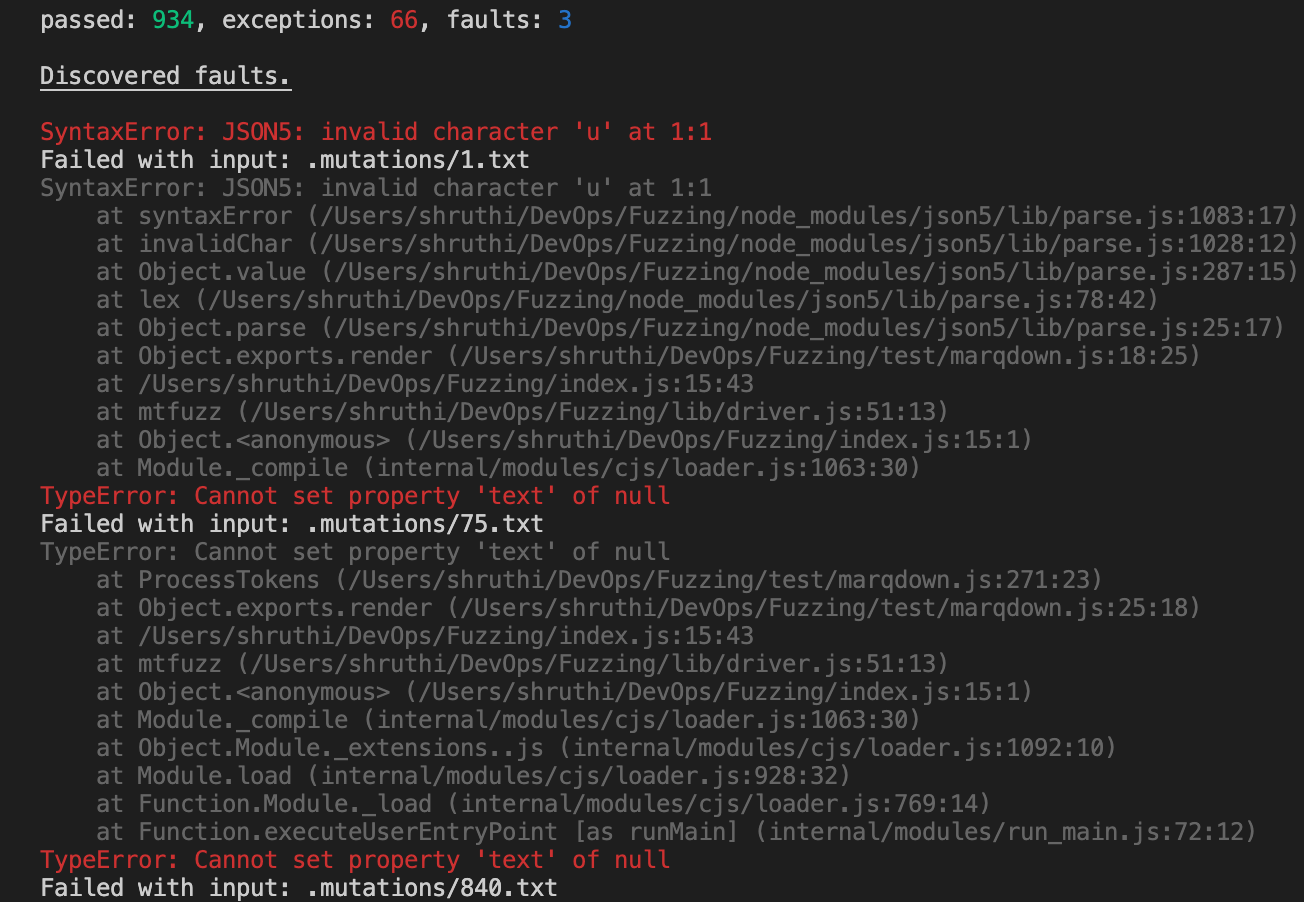 passed: 934, exceptions: 66, faults: 3
Discovered faults.
SyntaxError: JSON5: invalid character 'u' at 1:1
Failed with input: .mutations/1.txt
SyntaxError: JSON5: invalid character 'u' at 1:1
    at syntaxError (/Users/shruthi/DevOps/Fuzzing/node_modules/json5/lib/parse.js:1083:17)
    at invalidChar (/Users/shruthi/DevOps/Fuzzing/node_modules/json5/lib/parse.js:1028:12)
    at Object.value (/Users/shruthi/DevOps/Fuzzing/node_modules/json5/lib/parse.js:287:15)
    at lex (/Users/shruthi/DevOps/Fuzzing/node_modules/json5/lib/parse.js:78:42)
    at Object.parse (/Users/shruthi/DevOps/Fuzzing/node_modules/json5/lib/parse.js:25:17)
    at Object.exports.render (/Users/shruthi/DevOps/Fuzzing/test/marqdown.js:18:25)
    at /Users/shruthi/DevOps/Fuzzing/index.js:15:43
    at mtfuzz (/Users/shruthi/DevOps/Fuzzing/lib/driver.js:51:13)
    at Object.<anonymous> (/Users/shruthi/DevOps/Fuzzing/index.js:15:1)
    at Module._compile (internal/modules/cjs/loader.js:1063:30)
TypeError: Cannot set property 'text' of null
Failed with input: .mutations/75.txt
TypeError: Cannot set property 'text' of null
    at ProcessTokens (/Users/shruthi/DevOps/Fuzzing/test/marqdown.js:271:23)
    at Object.exports.render (/Users/shruthi/DevOps/Fuzzing/test/marqdown.js:25:18)
    at /Users/shruthi/DevOps/Fuzzing/index.js:15:43
    at mtfuzz (/Users/shruthi/DevOps/Fuzzing/lib/driver.js:51:13)
    at Object.<anonymous> (/Users/shruthi/DevOps/Fuzzing/index.js:15:1)
    at Module._compile (internal/modules/cjs/loader.js:1063:30)
    at Object.Module._extensions..js (internal/modules/cjs/loader.js:1092:10)
    at Module.load (internal/modules/cjs/loader.js:928:32)
    at Function.Module._load (internal/modules/cjs/loader.js:769:14)
    at Function.executeUserEntryPoint [as runMain] (internal/modules/run_main.js:72:12)
TypeError: Cannot set property 'text' of null
Failed with input: .mutations/840.txt